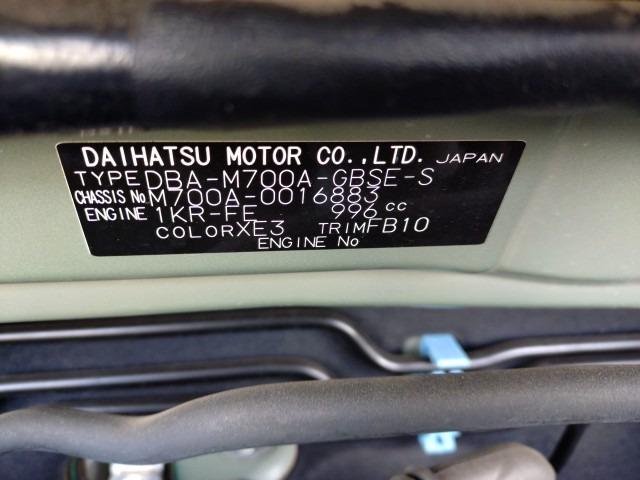 DAIHATSU MOTOR CO.,LTD. JAPAN
TYPE DBA-M700A-GBSE-S
CHASSIS No. M700A-0016883
ENGINE 1KR-FE 996 cc
COLOR XE3 TRIM FB10
ENGINE No